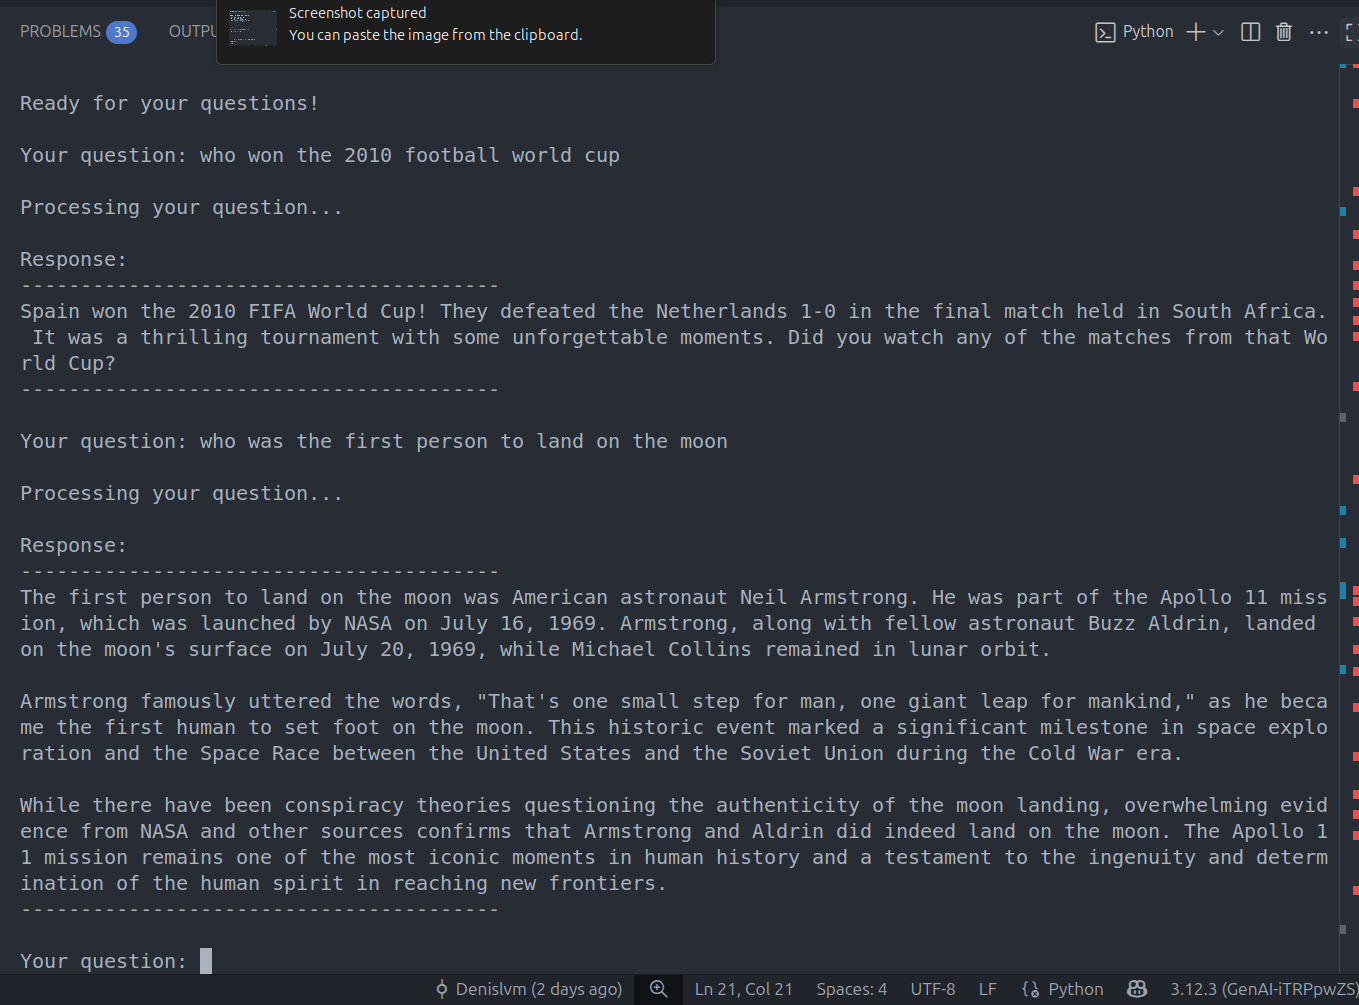 Screenshot captured
You can paste the image from the clipboard.
PROBLEMS 35 OUTPU Python
Ready for your questions!
Your question: who won the 2010 football world cup
Processing your question...
Response:
----------------------------------------
Spain won the 2010 FIFA World Cup! They defeated the Netherlands 1-0 in the final match held in South Africa.
It was a thrilling tournament with some unforgettable moments. Did you watch any of the matches from that Wo
rld Cup?
----------------------------------------
Your question: who was the first person to land on the moon
Processing your question...
Response:
----------------------------------------
The first person to land on the moon was American astronaut Neil Armstrong. He was part of the Apollo 11 miss
ion, which was launched by NASA on July 16, 1969. Armstrong, along with fellow astronaut Buzz Aldrin, landed
on the moon's surface on July 20, 1969, while Michael Collins remained in lunar orbit.
Armstrong famously uttered the words, "That's one small step for man, one giant leap for mankind," as he beca
me the first human to set foot on the moon. This historic event marked a significant milestone in space explo
ration and the Space Race between the United States and the Soviet Union during the Cold War era.
While there have been conspiracy theories questioning the authenticity of the moon landing, overwhelming evid
ence from NASA and other sources confirms that Armstrong and Aldrin did indeed land on the moon. The Apollo 1
1 mission remains one of the most iconic moments in human history and a testament to the ingenuity and determ
ination of the human spirit in reaching new frontiers.
----------------------------------------
Your question:
Denislvm (2 days ago) Ln 21, Col 21 Spaces: 4 UTF-8 LF Python 3.12.3 (GenAI-iTRPpwZS)